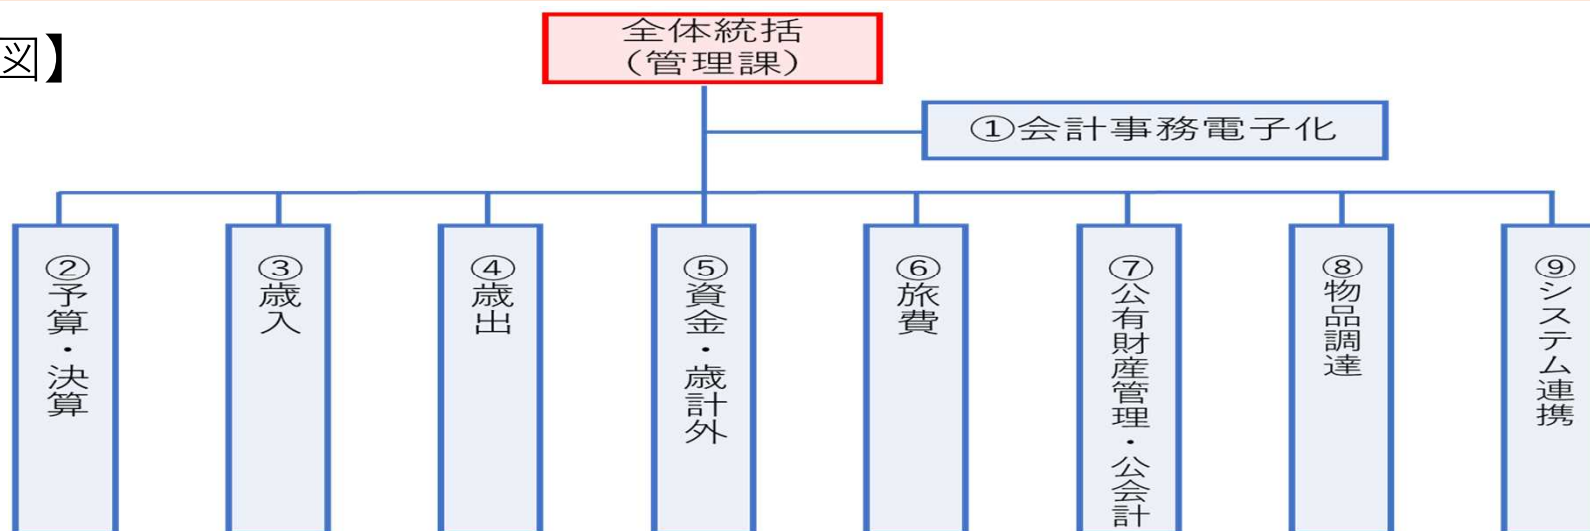 図】
全体統括
（管理課）
①会計事務電子化
②予算・決算
③歳入
④歳出
⑤資金・歳計外
⑥旅費
⑦公有財産管理・公会計
⑧物品調達
⑨システム連携